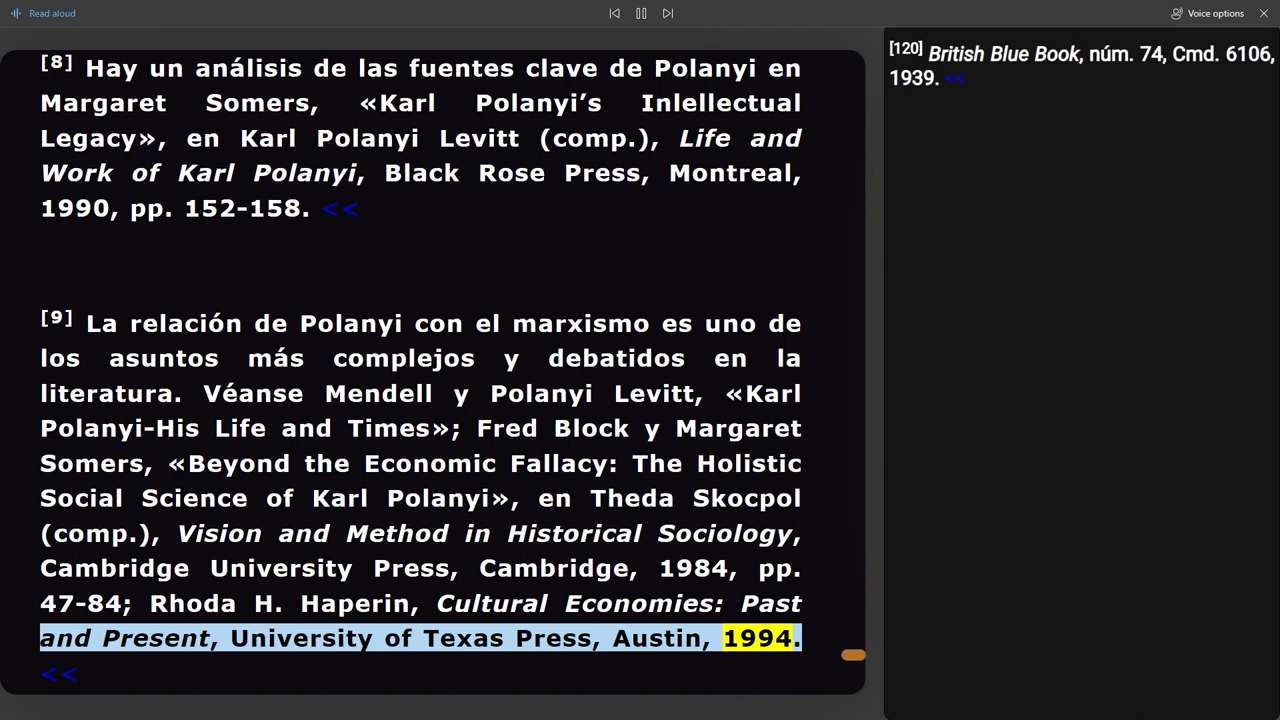 Read aloud
Voice options
[8] Hay un análisis de las fuentes clave de Polanyi en
Margaret Somers, «Karl Polanyi’s Inlellectual
Legacy», en Karl Polanyi Levitt (comp.), Life and
Work of Karl Polanyi, Black Rose Press, Montreal,
1990, pp. 152-158. <<
[9] La relación de Polanyi con el marxismo es uno de
los asuntos más complejos y debatidos en la
literatura. Véanse Mendell y Polanyi Levitt, «Karl
Polanyi-His Life and Times»; Fred Block y Margaret
Somers, «Beyond the Economic Fallacy: The Holistic
Social Science of Karl Polanyi», en Theda Skocpol
(comp.), Vision and Method in Historical Sociology,
Cambridge University Press, Cambridge, 1984, pp.
47-84; Rhoda H. Haperin, Cultural Economies: Past
and Present, University of Texas Press, Austin, 1994.
<<
[120] British Blue Book, núm. 74, Cmd. 6106,
1939. <<